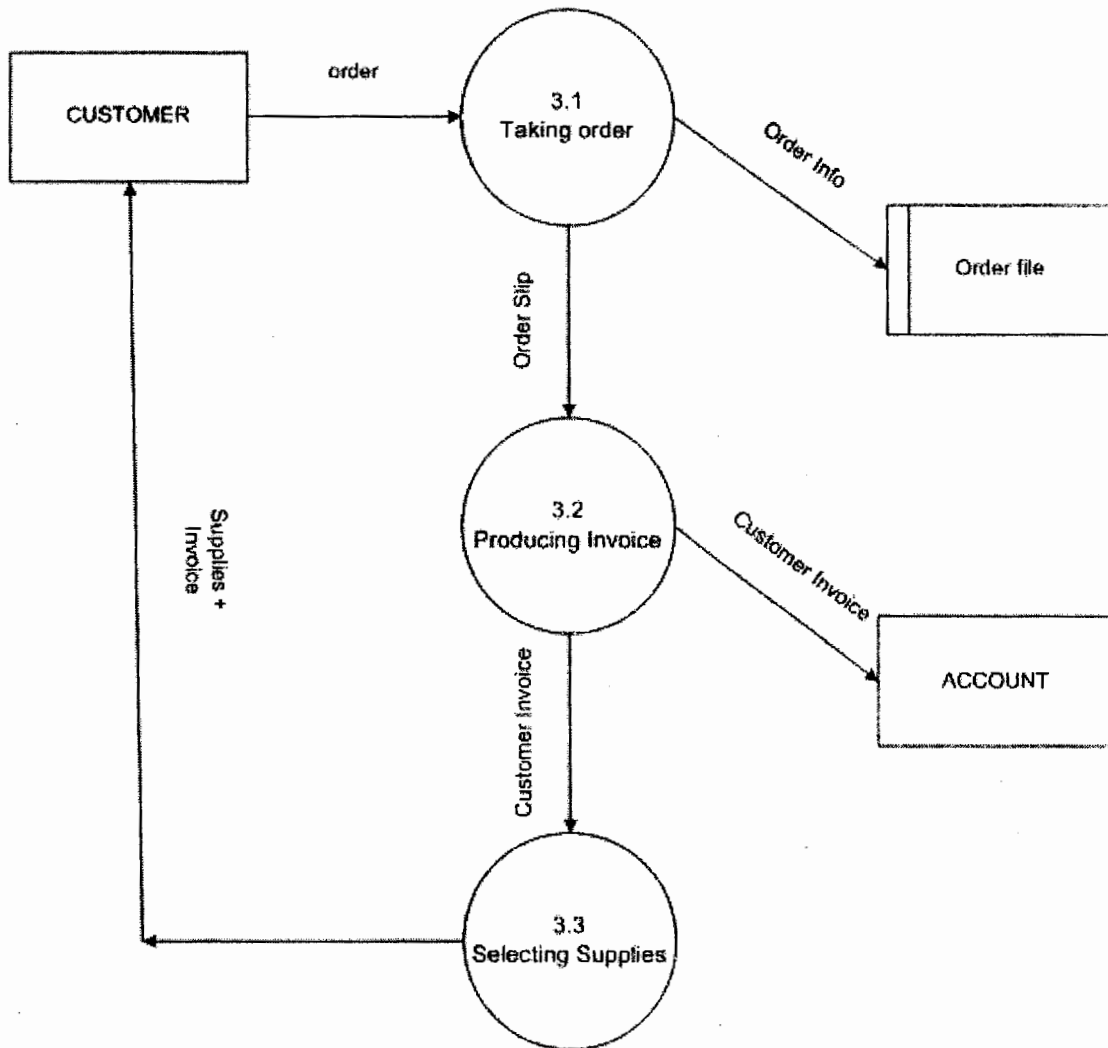 order
CUSTOMER
3.1
Taking order
Order Info
Order file
Order Slip
3.2
Producing Invoice
Customer Invoice
Supplies +
Invoice
ACCOUNT
Customer Invoice
3.3
Selecting Supplies